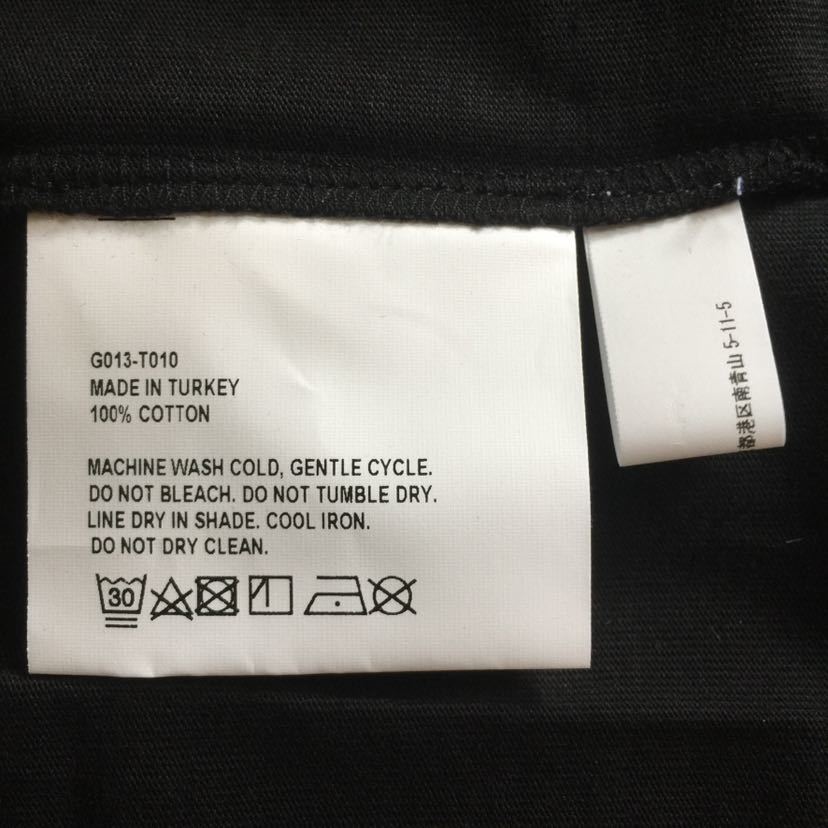 G013-T010
MADE IN TURKEY
100% COTTON
MACHINE WASH COLD, GENTLE CYCLE.
DO NOT BLEACH. DO NOT TUMBLE DRY.
LINE DRY IN SHADE. COOL IRON.
DO NOT DRY CLEAN.
30
都港区南青山 5-11-5